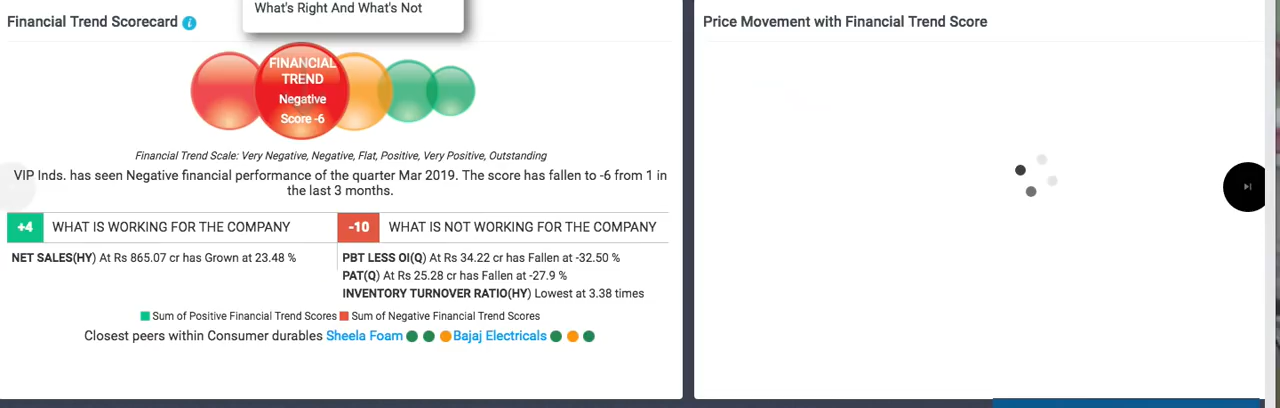 What's Right And What's Not
Financial Trend Scorecard i
FINANCIAL
TREND
Negative
Score -6
Financial Trend Scale: Very Negative, Negative, Flat, Positive, Very Positive, Outstanding
VIP Inds. has seen Negative financial performance of the quarter Mar 2019. The score has fallen to -6 from 1 in
the last 3 months.
+4 WHAT IS WORKING FOR THE COMPANY
NET SALES(HY) At Rs 865.07 cr has Grown at 23.48 %
-10 WHAT IS NOT WORKING FOR THE COMPANY
PBT LESS OI(Q) At Rs 34.22 cr has Fallen at -32.50 %
PAT(Q) At Rs 25.28 cr has Fallen at -27.9 %
INVENTORY TURNOVER RATIO(HY) Lowest at 3.38 times
Sum of Positive Financial Trend Scores Sum of Negative Financial Trend Scores
Closest peers within Consumer durables Sheela Foam Bajaj Electricals
Price Movement with Financial Trend Score